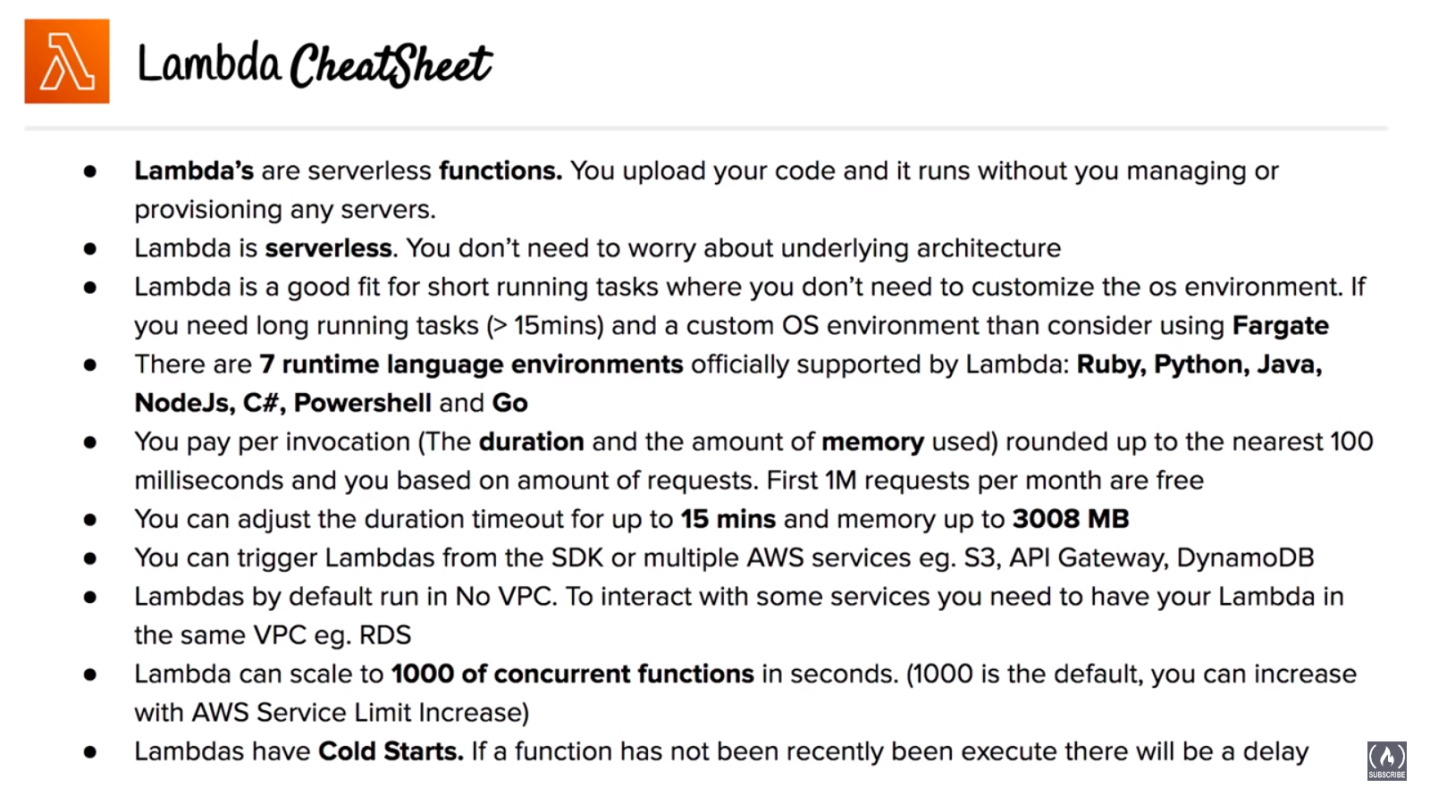 Lambda CheatSheet
● Lambda’s are serverless functions. You upload your code and it runs without you managing or
provisioning any servers.
● Lambda is serverless. You don’t need to worry about underlying architecture
● Lambda is a good fit for short running tasks where you don’t need to customize the os environment. If
you need long running tasks (> 15mins) and a custom OS environment than consider using Fargate
● There are 7 runtime language environments officially supported by Lambda: Ruby, Python, Java,
NodeJs, C#, Powershell and Go
● You pay per invocation (The duration and the amount of memory used) rounded up to the nearest 100
milliseconds and you based on amount of requests. First 1M requests per month are free
● You can adjust the duration timeout for up to 15 mins and memory up to 3008 MB
● You can trigger Lambdas from the SDK or multiple AWS services eg. S3, API Gateway, DynamoDB
● Lambdas by default run in No VPC. To interact with some services you need to have your Lambda in
the same VPC eg. RDS
● Lambda can scale to 1000 of concurrent functions in seconds. (1000 is the default, you can increase
with AWS Service Limit Increase)
● Lambdas have Cold Starts. If a function has not been recently been execute there will be a delay
SUBSCRIBE